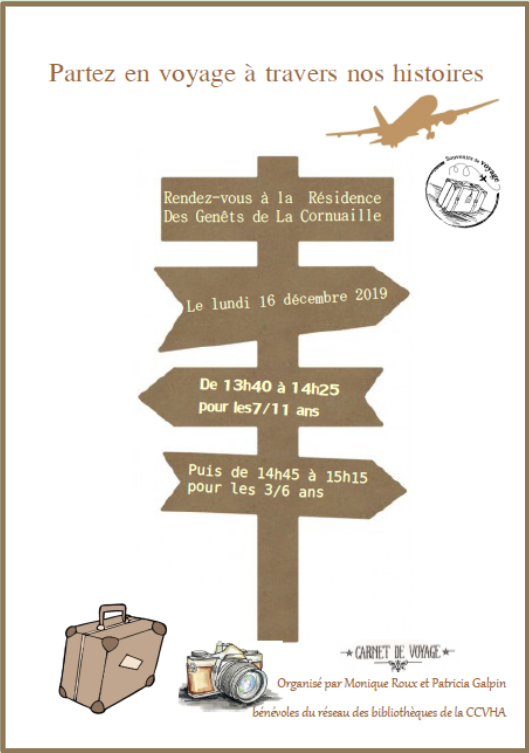 Partez en voyage à travers nos histoires
Souvenirs de voyage
Rendez-vous à la Résidence
Des Genêts de La Cornuaille
Le lundi 16 décembre 2019
De 13h40 à 14h25
pour les7/11 ans
Puis de 14h45 à 15h15
pour les 3/6 ans
CARNET DE VOYAGE
Organisé par Monique Roux et Patricia Galpin
bénévoles du réseau des bibliothèques de la CCVHA